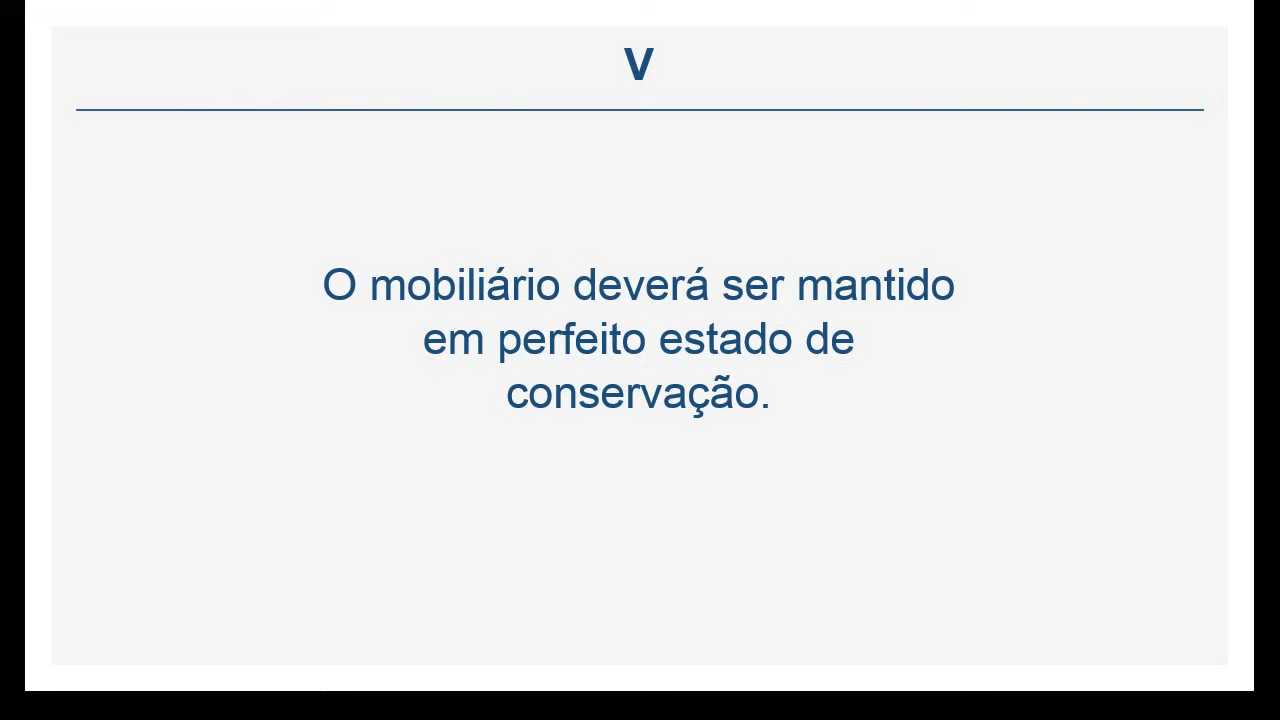 V
O mobiliário deverá ser mantido
em perfeito estado de
conservação.